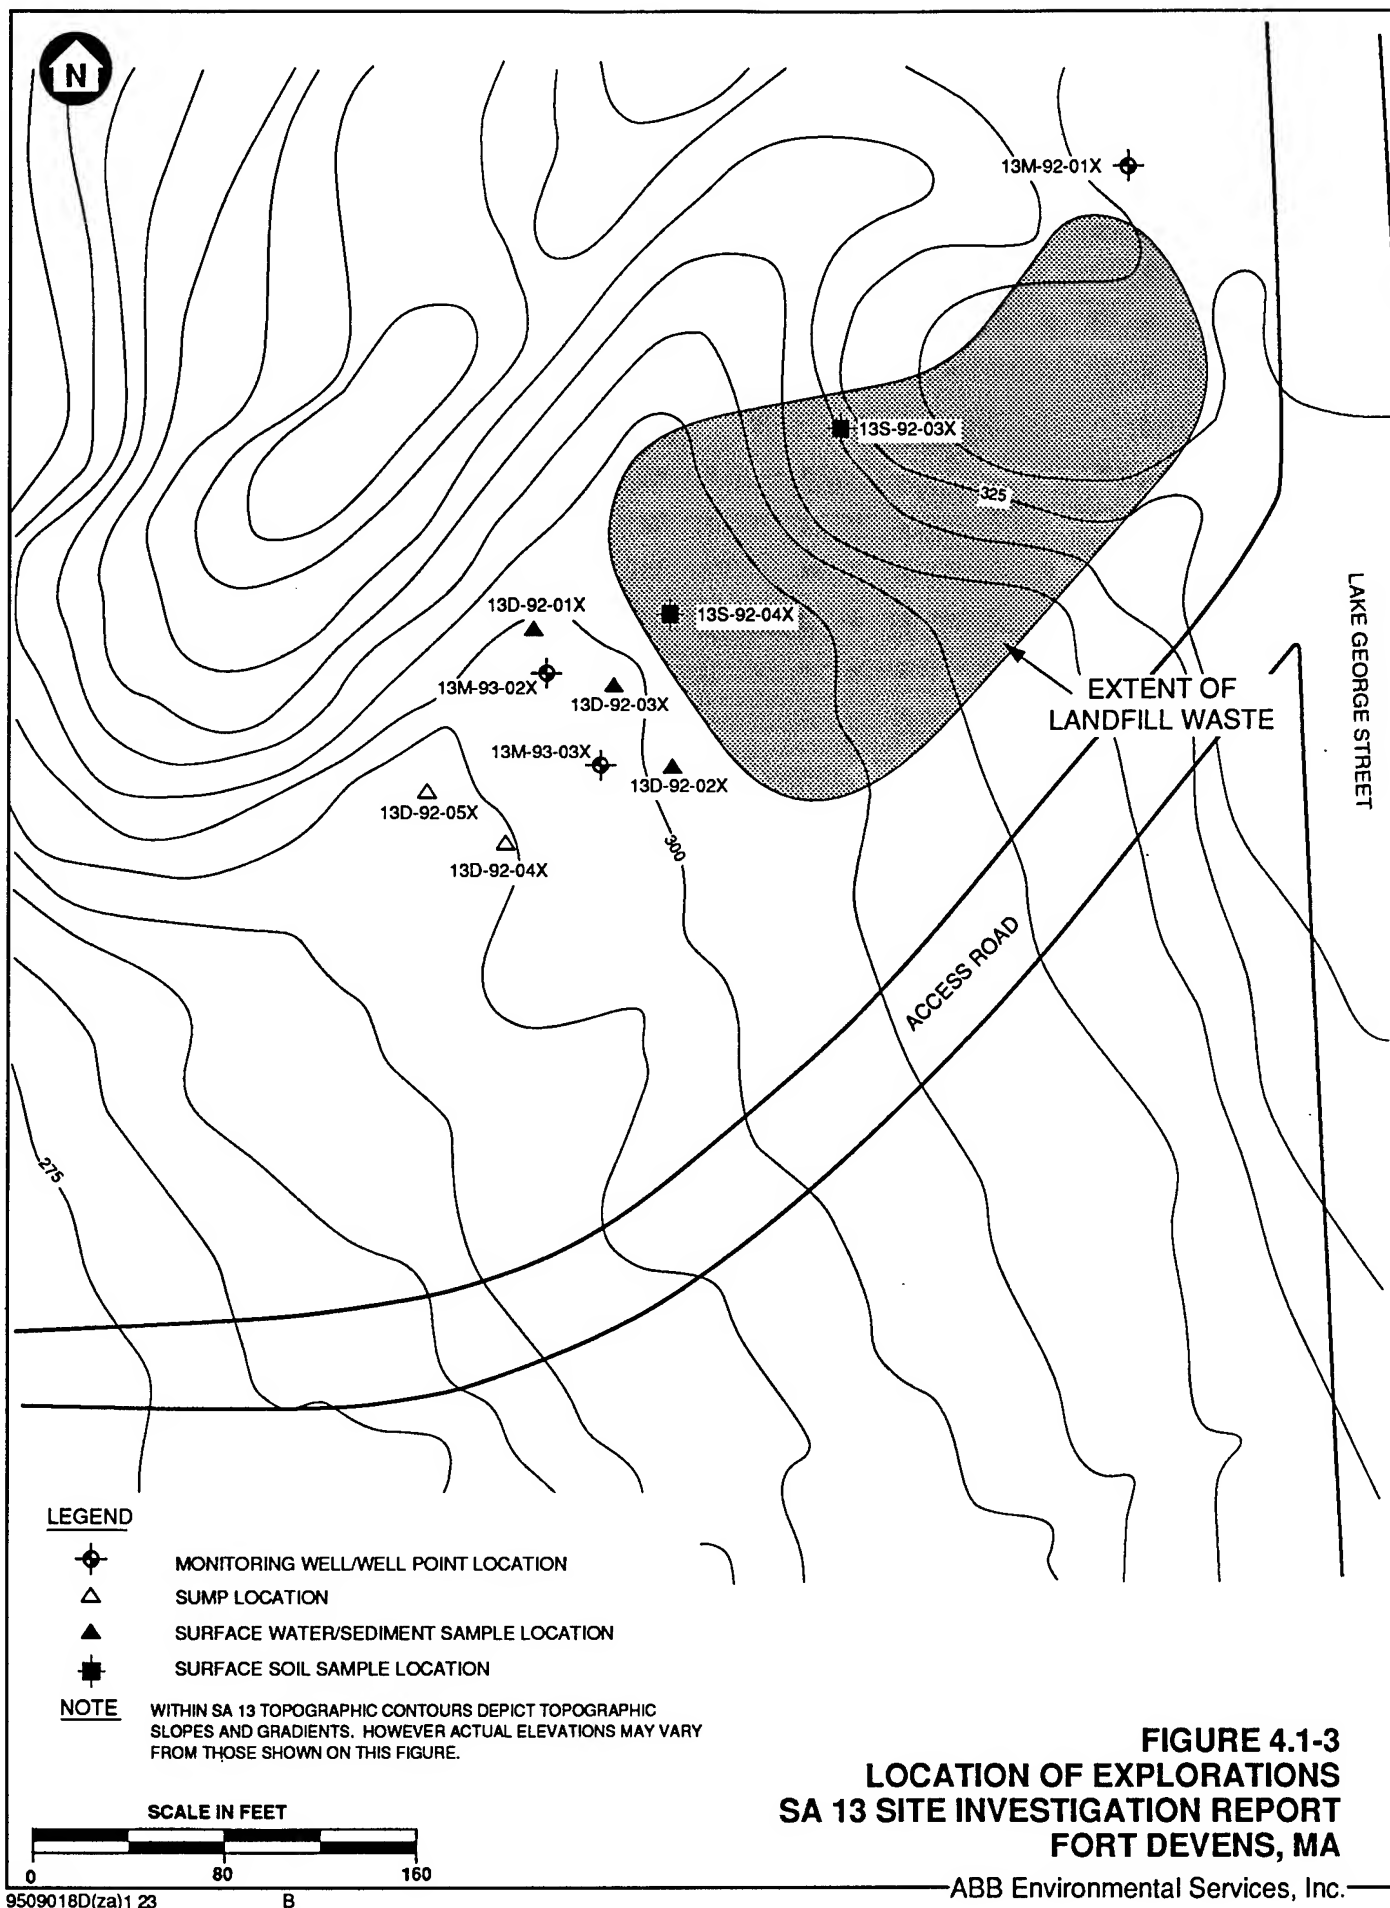 N
13M-92-01X
13S-92-03X
325
13D-92-01X
13S-92-04X
13M-93-02X
13D-92-03X
EXTENT OF
LANDFILL WASTE
LAKE GEORGE STREET
13M-93-03X
13D-92-02X
13D-92-05X
300
13D-92-04X
ACCESS ROAD
275
LEGEND
MONITORING WELL/WELL POINT LOCATION
SUMP LOCATION
SURFACE WATER/SEDIMENT SAMPLE LOCATION
SURFACE SOIL SAMPLE LOCATION
NOTE WITHIN SA 13 TOPOGRAPHIC CONTOURS DEPICT TOPOGRAPHIC
SLOPES AND GRADIENTS. HOWEVER ACTUAL ELEVATIONS MAY VARY
FROM THOSE SHOWN ON THIS FIGURE.
SCALE IN FEET
0 80 160
FIGURE 4.1-3
LOCATION OF EXPLORATIONS
SA 13 SITE INVESTIGATION REPORT
FORT DEVENS, MA
ABB Environmental Services, Inc.
9509018D(za)1 23 B